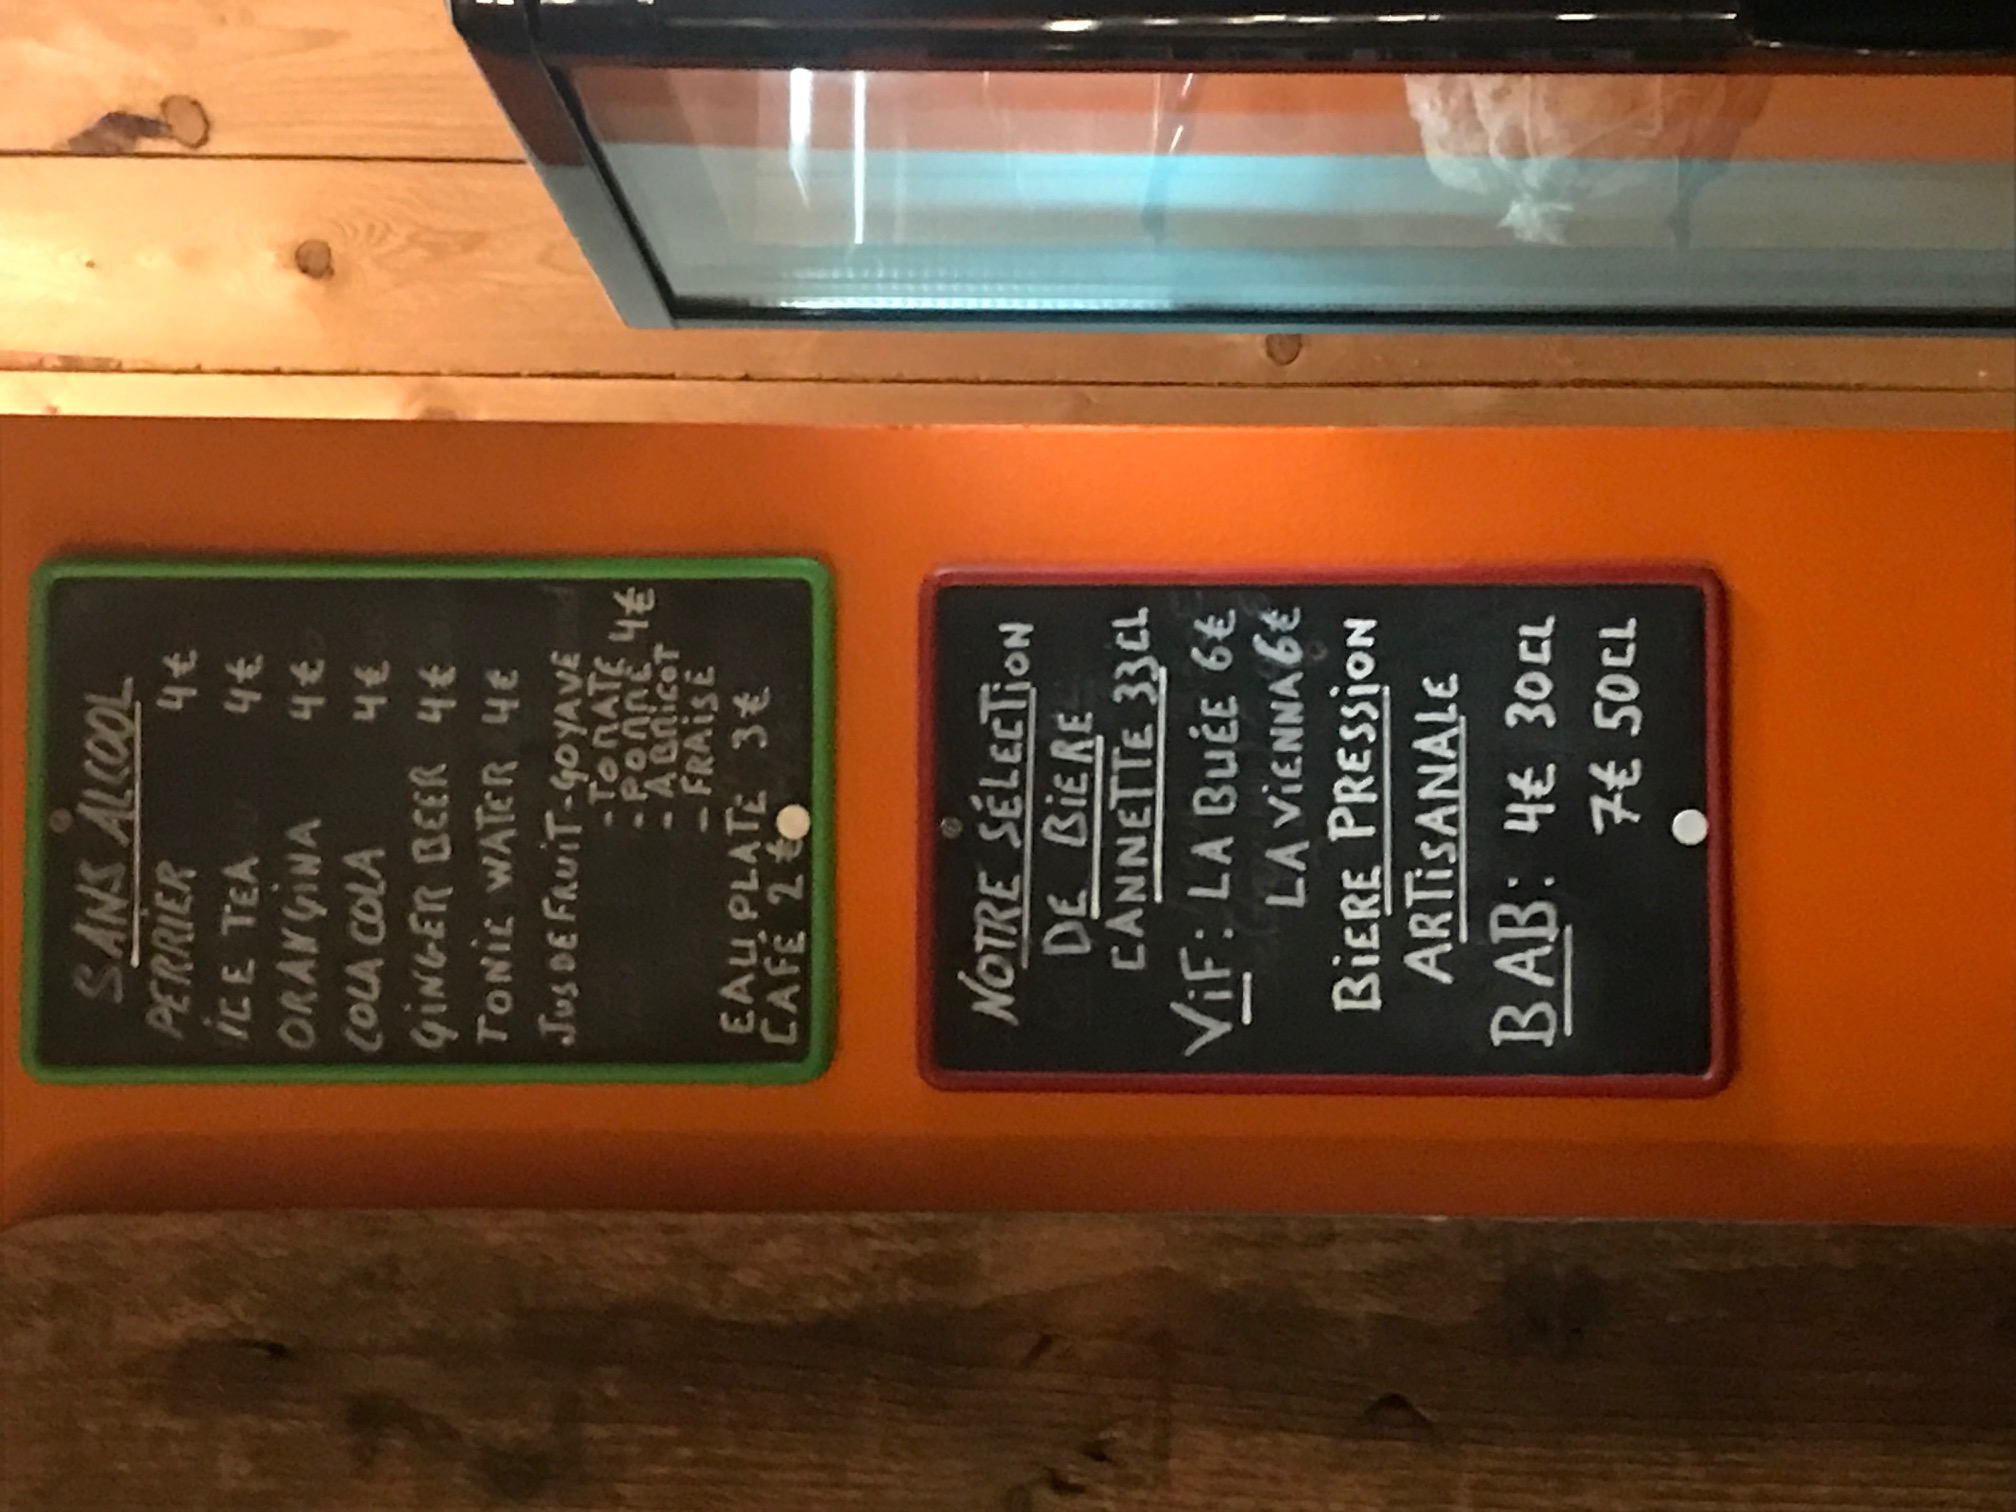 SANS ALCOOL
PERRIER 4€
ICE TEA 4€
ORANGINA 4€
COLA COLA 4€
GINGER BEER 4€
TONIC WATER 4€
JUS DE FRUIT - GOYAVE
- TOMATE
- POMME 4€
- ABRICOT
- FRAISE
EAU PLATE 3€
CAFÉ 2€
NOTRE SÉLECTION
DE BIERE
CANNETTE 33CL
ViF: LA BUÉE 6€
LA ViENNA 6€
BiERE PRESSiON
ARTiSANALE
BAB: 4€ 30CL
7€ 50CL